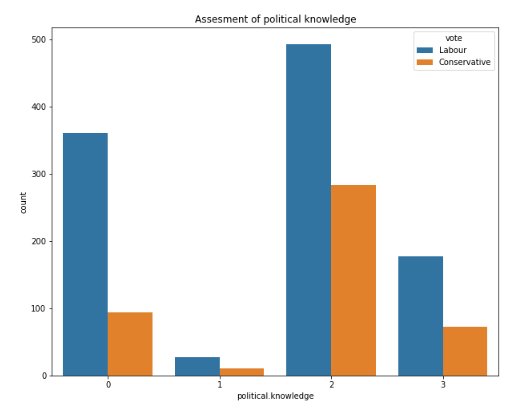 Assesment of political knowledge
vote
Labour
Conservative
500
400
300
200
100
0
count
0 1 2 3
political.knowledge